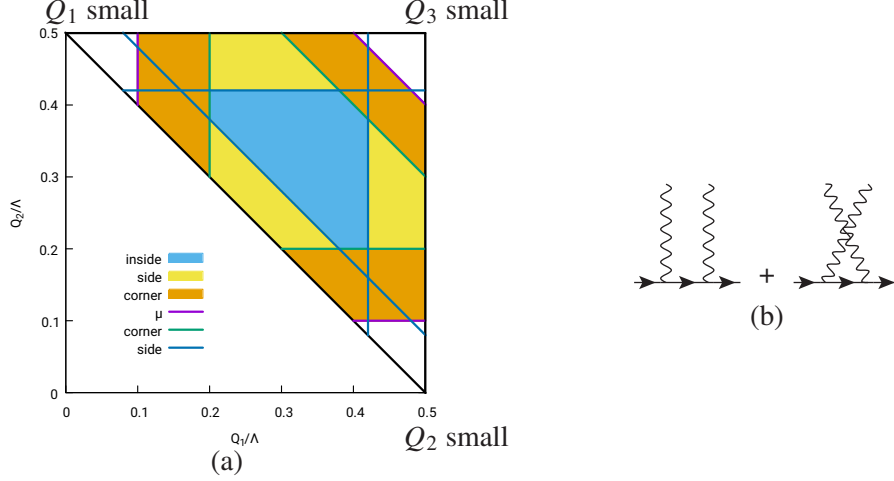 Q₁ small
Q₃ small
0.5
0.4
0.3
0.2
0.1
0
Q₂/Λ
inside
side
corner
μ
corner
side
0 0.1 0.2 0.3 0.4 0.5
Q₁/Λ
Q₂ small
(a)
+
(b)